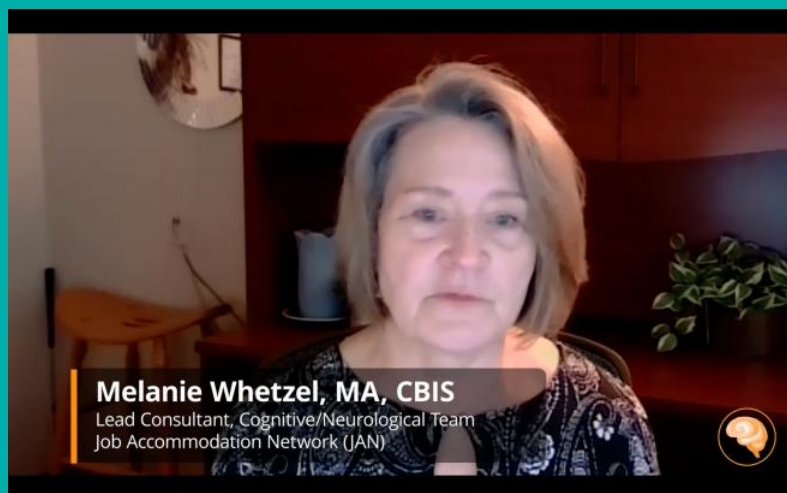 Melanie Whetzel, MA, CBIS
Lead Consultant, Cognitive/Neurological Team
Job Accommodation Network (JAN)